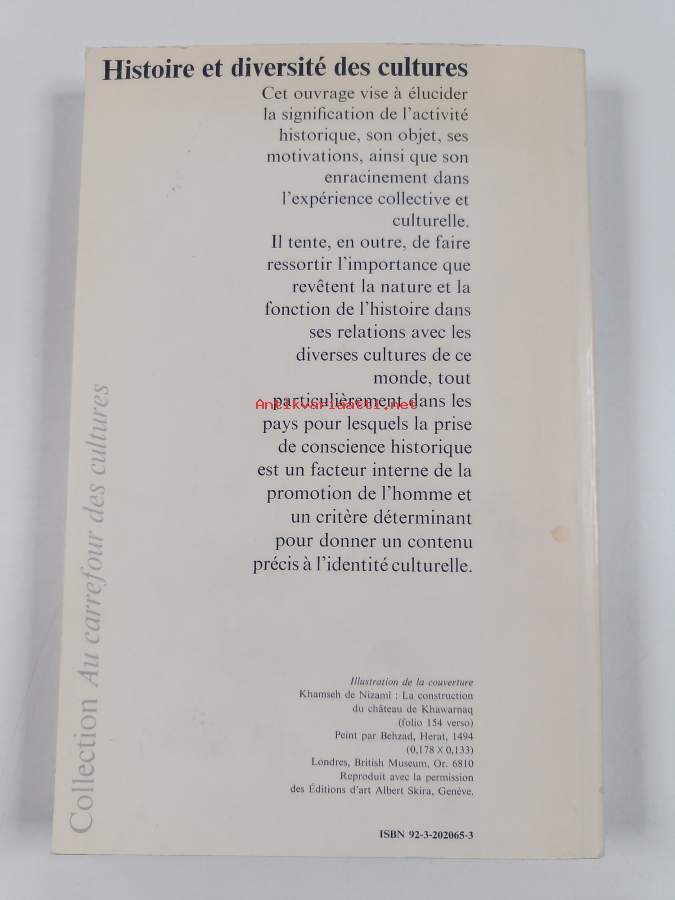 Histoire et diversité des cultures
Cet ouvrage vise à élucider
la signification de l'activité
historique, son objet, ses
motivations, ainsi que son
enracinement dans
l'expérience collective et
culturelle.
Il tente, en outre, de faire
ressortir l'importance que
revêtent la nature et la
fonction de l'histoire dans
ses relations avec les
diverses cultures de ce
monde, tout
particulièrement dans les
Antikvariaatti.net
pays pour lesquels la prise
de conscience historique
est un facteur interne de la
promotion de l'homme et
un critère déterminant
pour donner un contenu
précis à l'identité culturelle.
Collection Au carrefour des cultures
Illustration de la couverture
Khamseh de Nizamî : La construction
du château de Khawarnaq
(folio 154 verso)
Peint par Behzad, Herat, 1494
(0,178 X 0,133)
Londres, British Museum, Or. 6810
Reproduit avec la permission
des Éditions d'art Albert Skira, Genève.
ISBN 92-3-202065-3